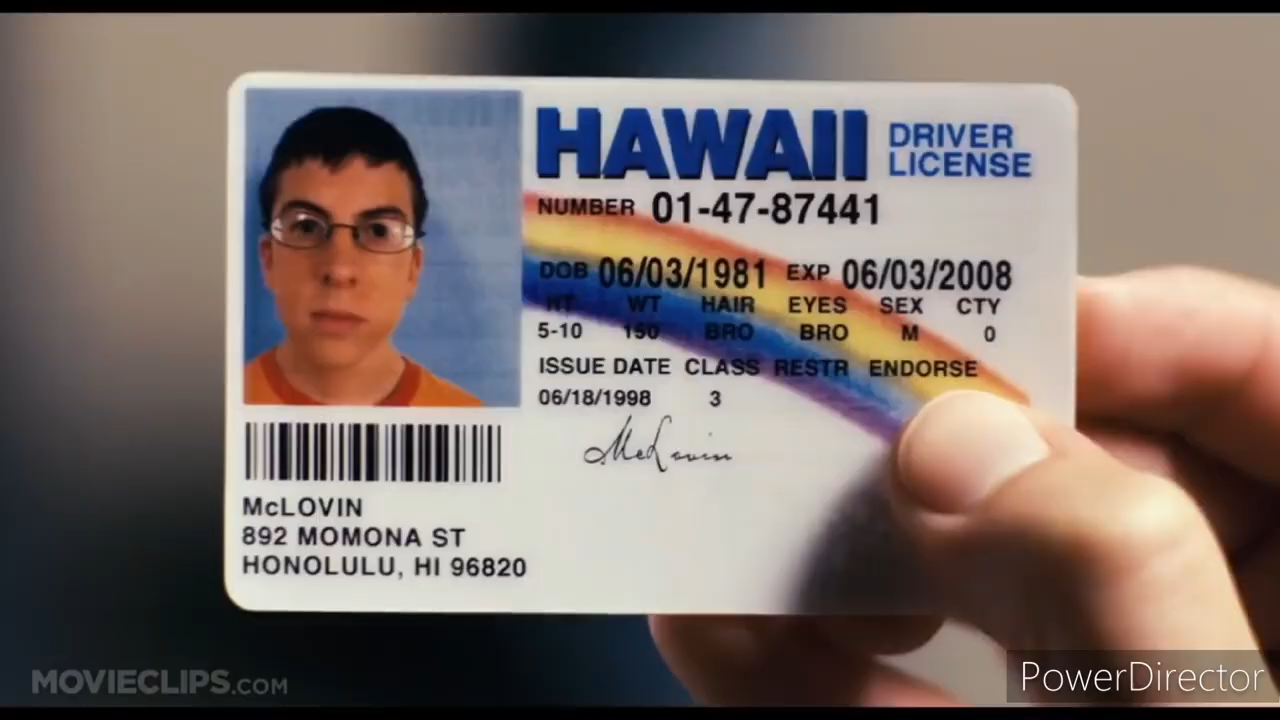 HAWAII DRIVER LICENSE
NUMBER 01-47-87441
DOB 06/03/1981 EXP 06/03/2008
HT WT HAIR EYES SEX CTY
5-10 150 BRO BRO M 0
ISSUE DATE CLASS RESTR ENDORSE
06/18/1998 3
McLovin
McLOVIN
892 MOMONA ST
HONOLULU, HI 96820
MOVIECLIPS.COM
PowerDirector